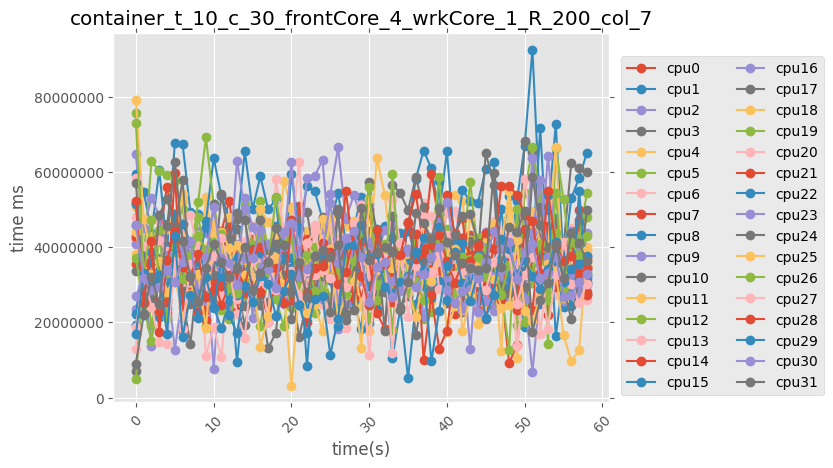 container_t_10_c_30_frontCore_4_wrkCore_1_R_200_col_7
time ms
80000000
60000000
40000000
20000000
0
0
10
20
30
40
50
60
time(s)
cpu0
cpu1
cpu2
cpu3
cpu4
cpu5
cpu6
cpu7
cpu8
cpu9
cpu10
cpu11
cpu12
cpu13
cpu14
cpu15
cpu16
cpu17
cpu18
cpu19
cpu20
cpu21
cpu22
cpu23
cpu24
cpu25
cpu26
cpu27
cpu28
cpu29
cpu30
cpu31